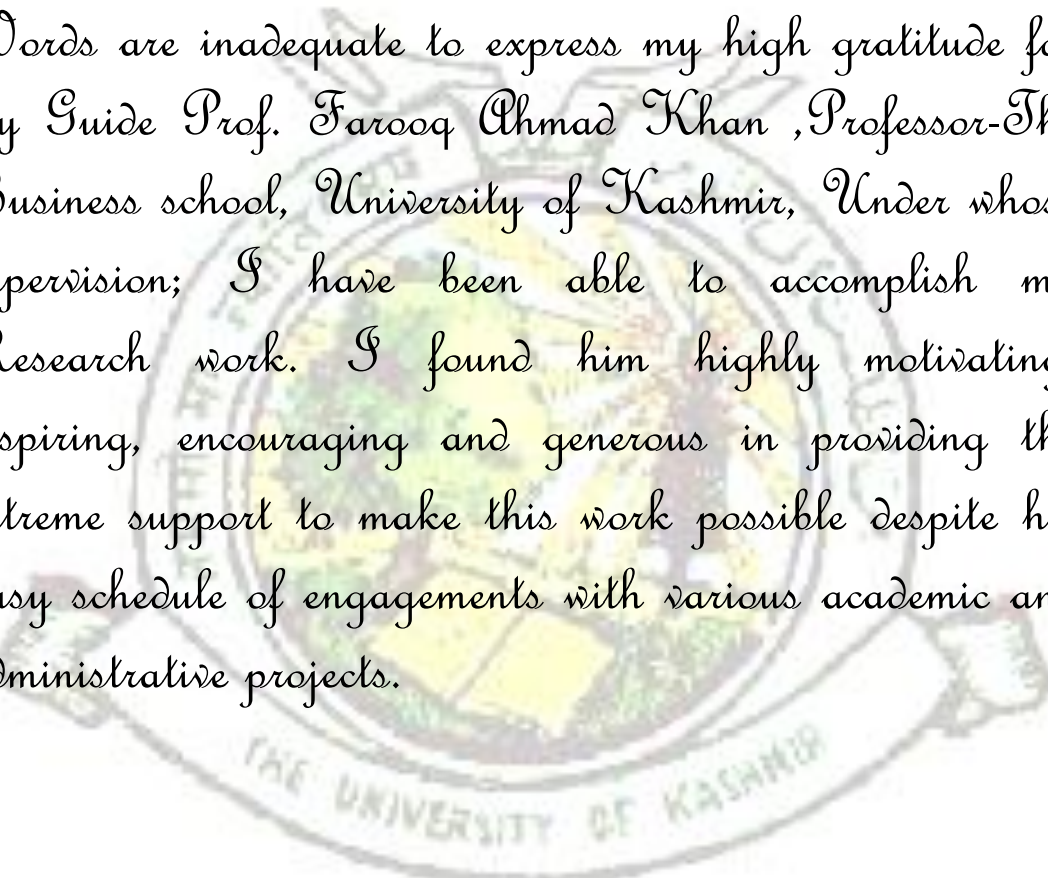 Words are inadequate to express my high gratitude fo
y Guide Prof. Farooq Ahmad Khan ,Professor-Th
Business school, University of Kashmir, Under whos
pervision; I have been able to accomplish m
Research work. I found him highly motivating
spiring, encouraging and generous in providing th
treme support to make this work possible despite h
usy schedule of engagements with various academic an
dministrative projects.
THE UNIVERSITY OF KASHMIR